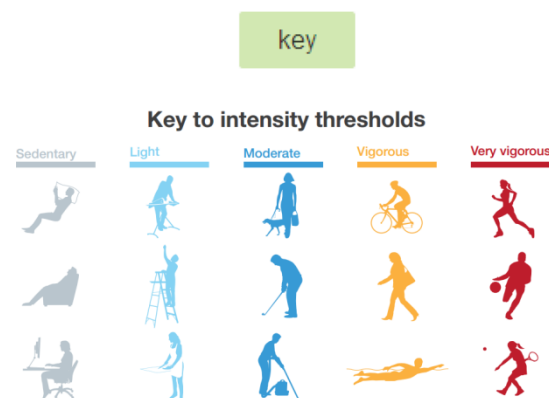 key
Key to intensity thresholds
Sedentary Light Moderate Vigorous Very vigorous